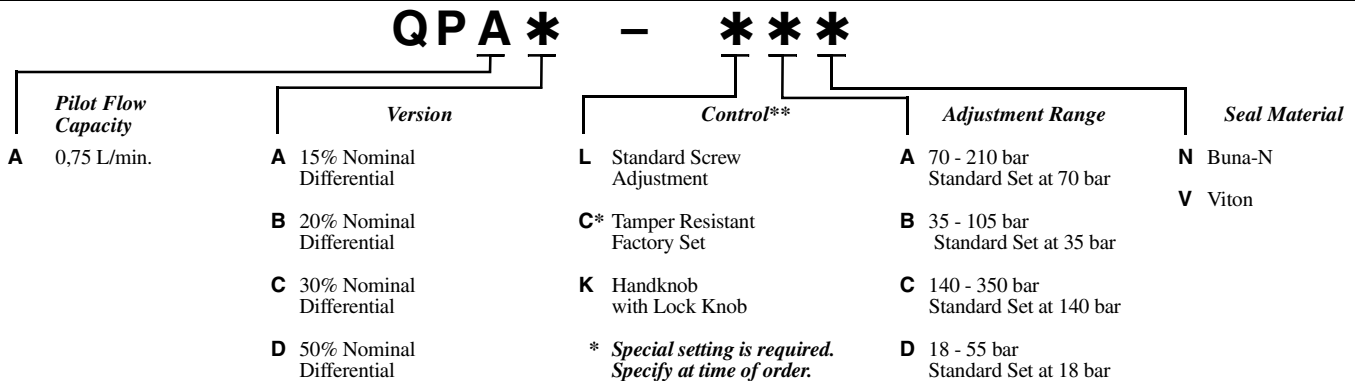 QPA* – ***
Pilot Flow
Capacity
A 0,75 L/min.
Version
A 15% Nominal
Differential
B 20% Nominal
Differential
C 30% Nominal
Differential
D 50% Nominal
Differential
Control**
L Standard Screw
Adjustment
C* Tamper Resistant
Factory Set
K Handknob
with Lock Knob
* Special setting is required.
Specify at time of order.
Adjustment Range
A 70 - 210 bar
Standard Set at 70 bar
B 35 - 105 bar
Standard Set at 35 bar
C 140 - 350 bar
Standard Set at 140 bar
D 18 - 55 bar
Standard Set at 18 bar
Seal Material
N Buna-N
V Viton